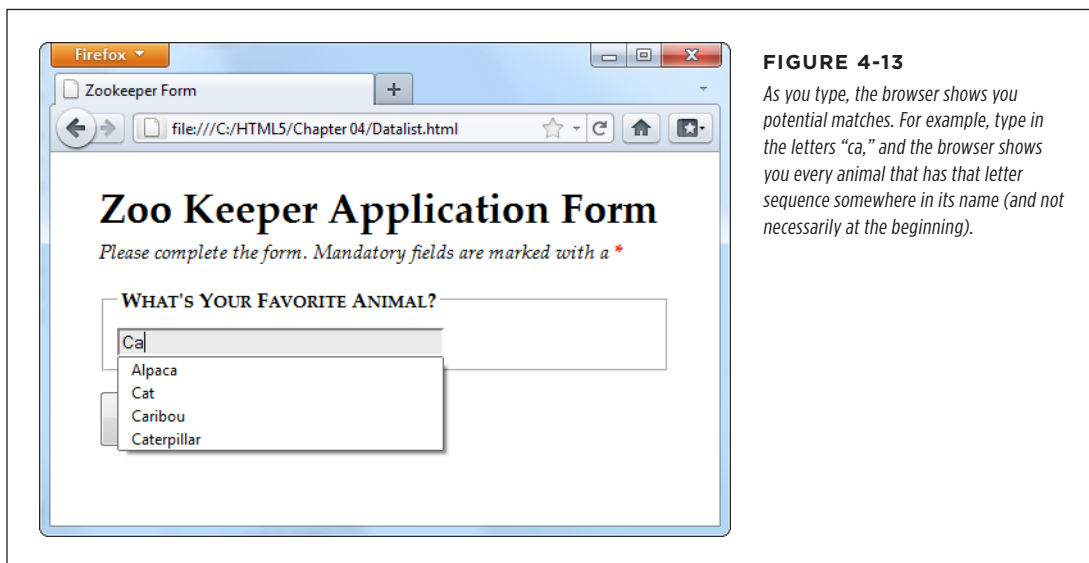 Firefox
Zookeeper Form
file:///C:/HTML5/Chapter 04/Datalist.html
Zoo Keeper Application Form
Please complete the form. Mandatory fields are marked with a *
WHAT'S YOUR FAVORITE ANIMAL?
Ca
Alpaca
Cat
Caribou
Caterpillar
FIGURE 4-13
As you type, the browser shows you
potential matches. For example, type in
the letters “ca,” and the browser shows
you every animal that has that letter
sequence somewhere in its name (and not
necessarily at the beginning).